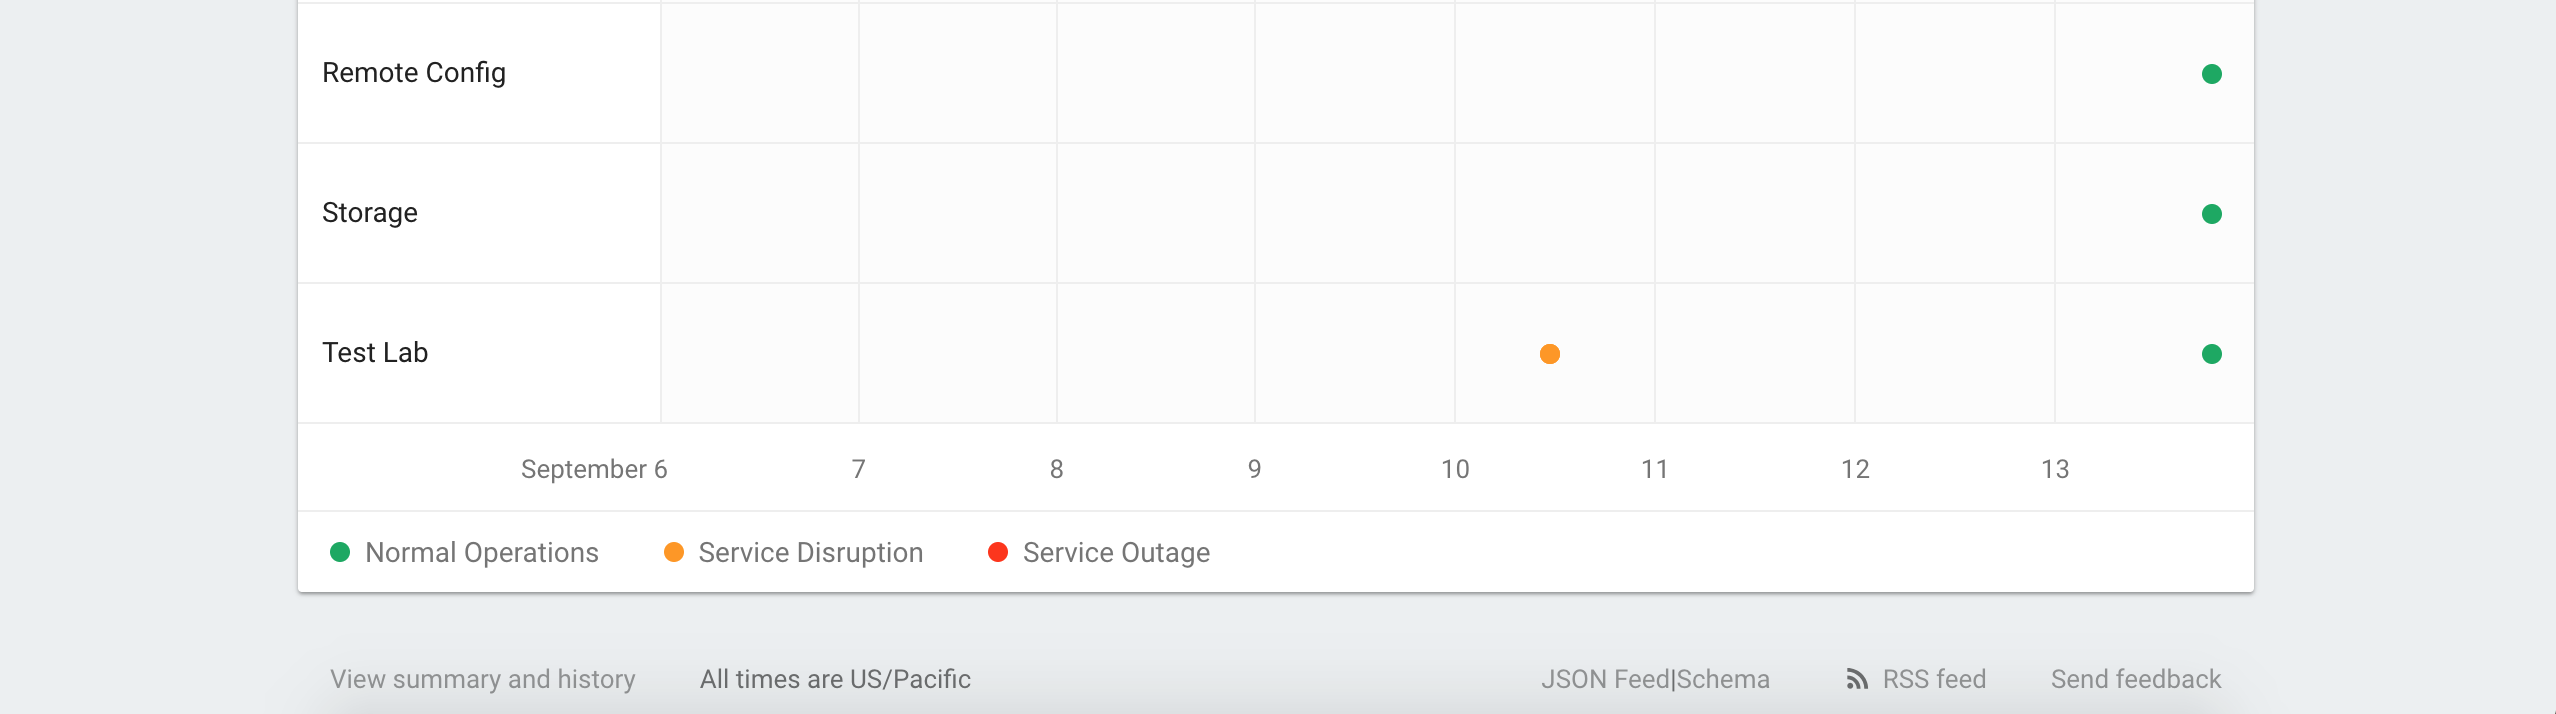 Remote Config
Storage
Test Lab
September 6 7 8 9 10 11 12 13
Normal Operations Service Disruption Service Outage
View summary and history All times are US/Pacific JSON Feed|Schema RSS feed Send feedback